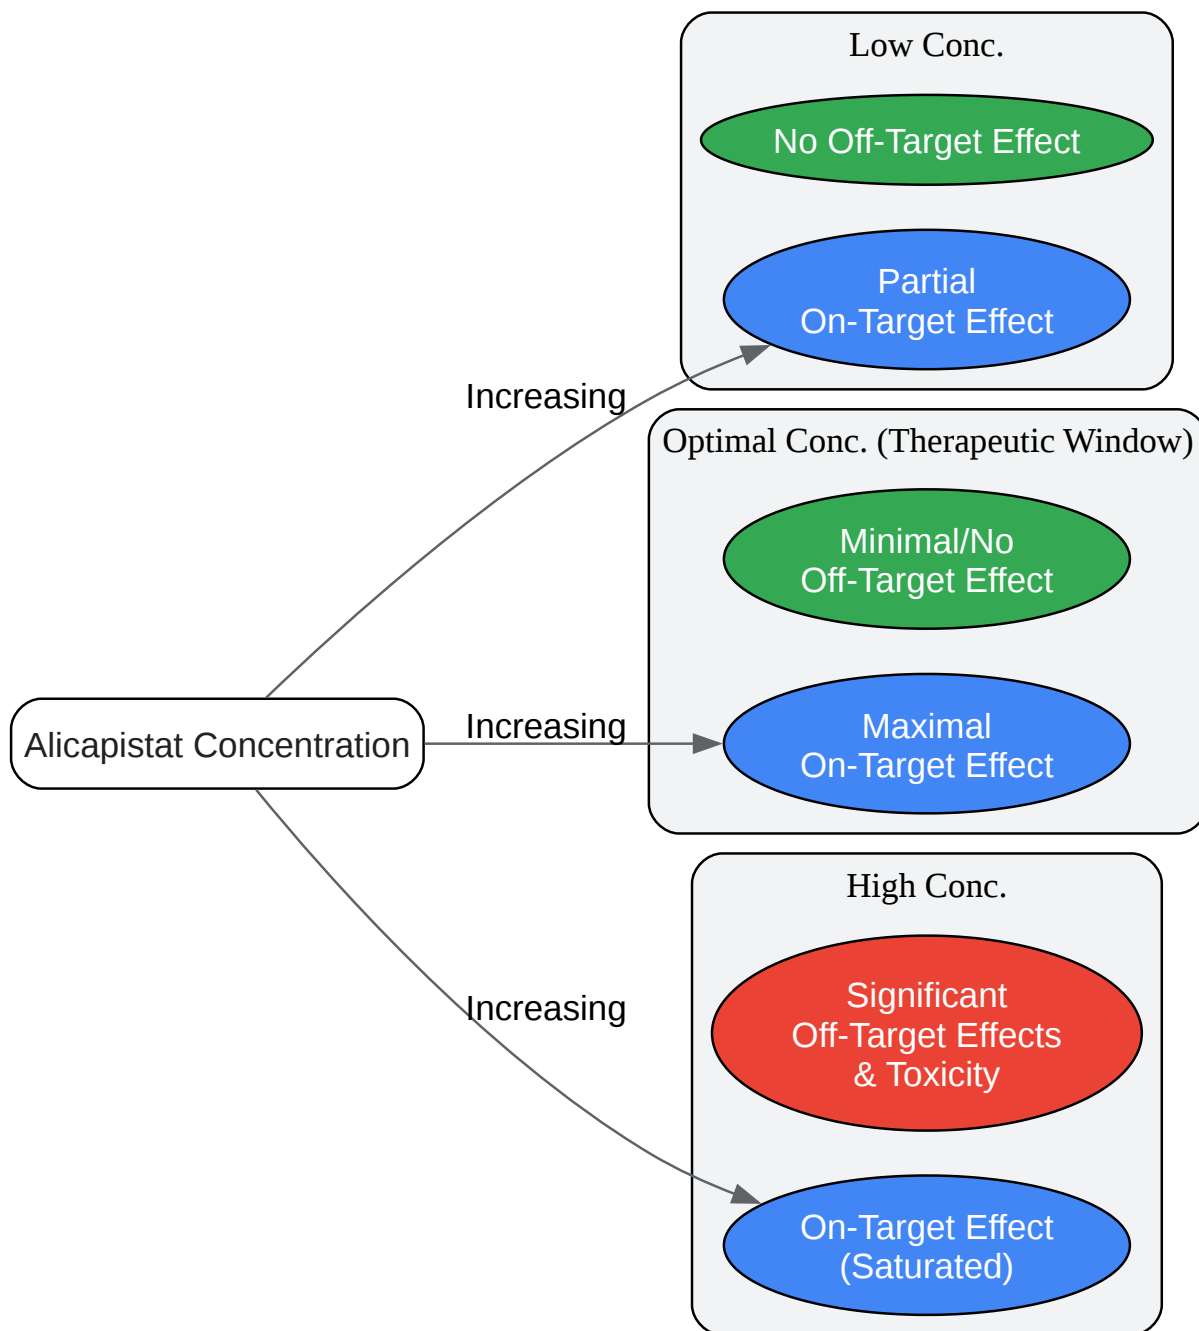 Low Conc.
No Off-Target Effect
Partial
On-Target Effect
Increasing
Optimal Conc. (Therapeutic Window)
Minimal/No
Off-Target Effect
Alicapistat Concentration
Increasing
Maximal
On-Target Effect
High Conc.
Significant
Off-Target Effects
& Toxicity
Increasing
On-Target Effect
(Saturated)